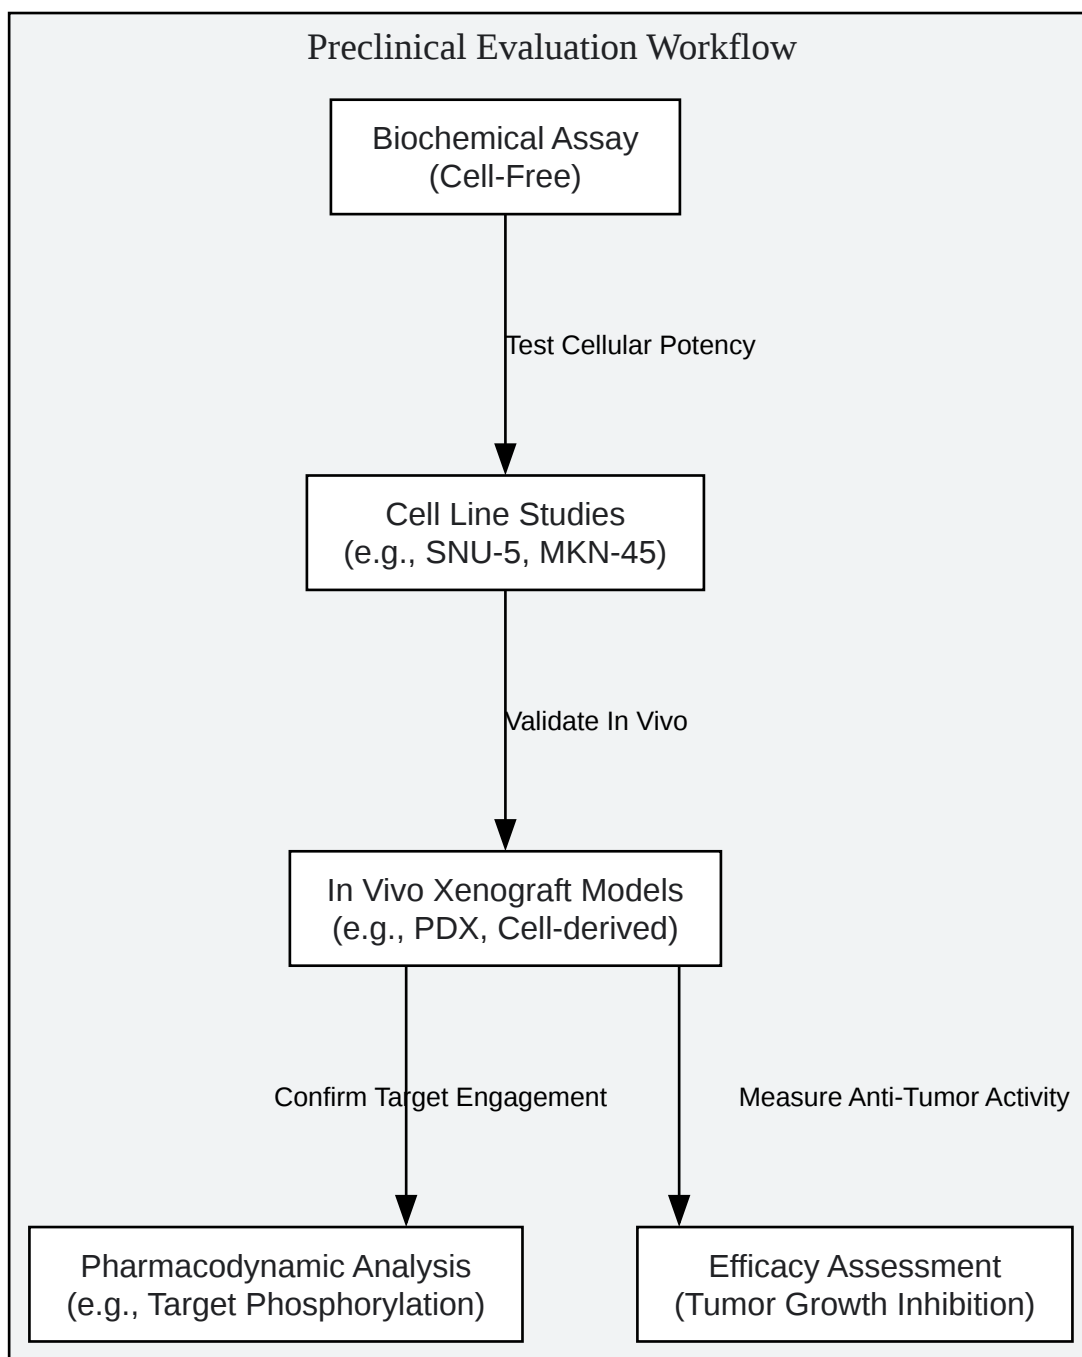 Preclinical Evaluation Workflow
Biochemical Assay
(Cell-Free)
Test Cellular Potency
Cell Line Studies
(e.g., SNU-5, MKN-45)
Validate In Vivo
In Vivo Xenograft Models
(e.g., PDX, Cell-derived)
Confirm Target Engagement
Measure Anti-Tumor Activity
Pharmacodynamic Analysis
(e.g., Target Phosphorylation)
Efficacy Assessment
(Tumor Growth Inhibition)